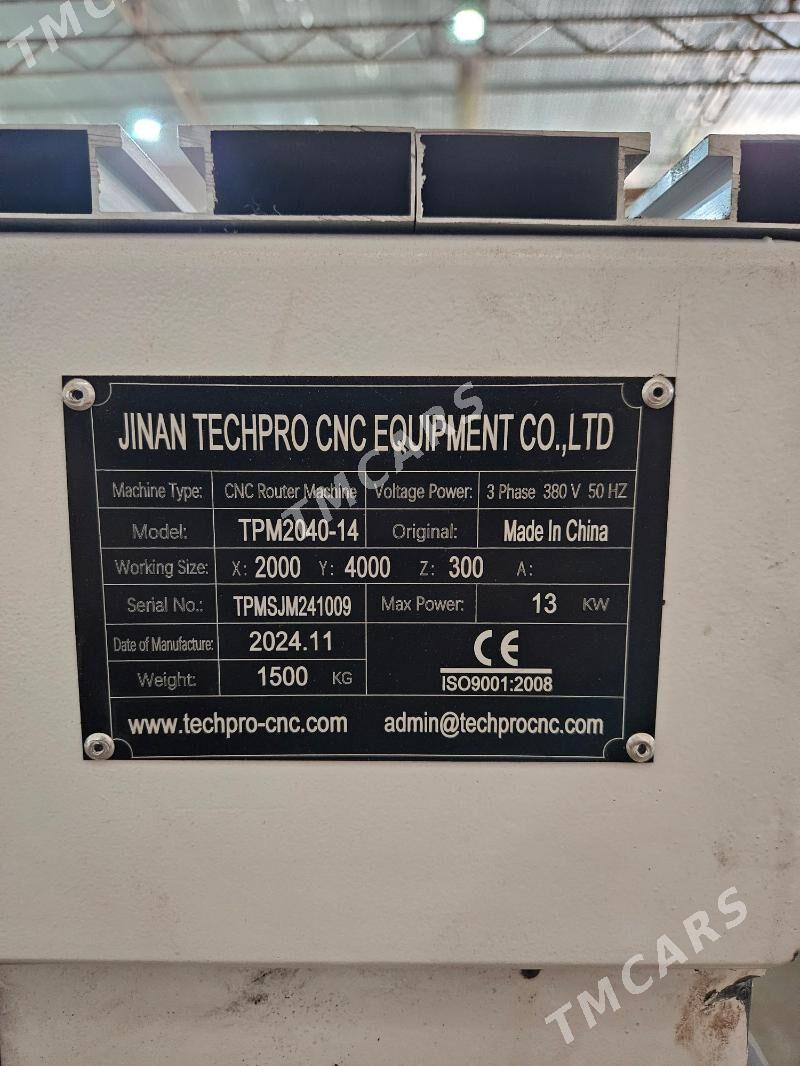 TMCARS
JINAN TECHPRO CNC EQUIPMENT CO.,LTD
Machine Type: CNC Router Machine Voltage Power: 3 Phase 380 V 50 HZ
Model: TPM2040-14 Original: Made In China
Working Size: X: 2000 Y: 4000 Z: 300 A:
Serial No.: TPMSJM241009 Max Power: 13 KW
Date of Manufacture: 2024.11
CE
Weight: 1500 KG
ISO9001:2008
www.techpro-cnc.com admin@techprocnc.com
TMCARS
TMCARS